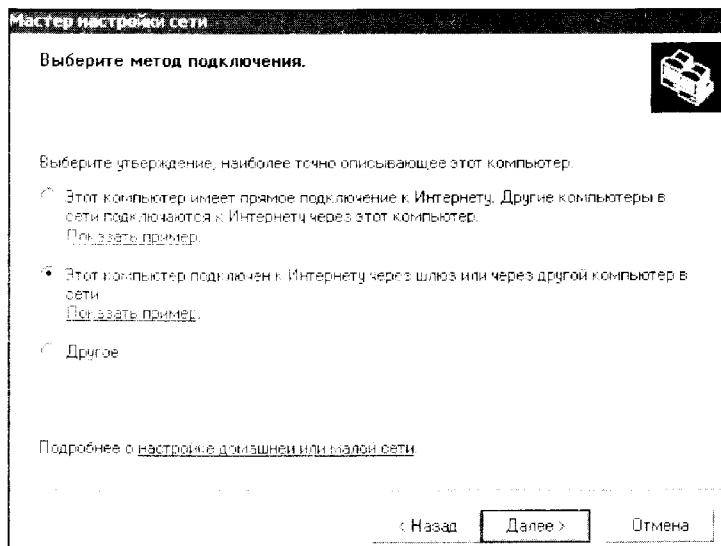 Мастер настройки сети
Выберите метод подключения.
Выберите утверждение, наиболее точно описывающее этот компьютер.
Этот компьютер имеет прямое подключение к Интернету. Другие компьютеры в
сети подключаются к Интернету через этот компьютер.
Показать пример.
Этот компьютер подключен к Интернету через шлюз или через другой компьютер в
сети
Показать пример.
Другое
Подробнее о настройке домашней или малой сети.
< Назад Далее > Отмена